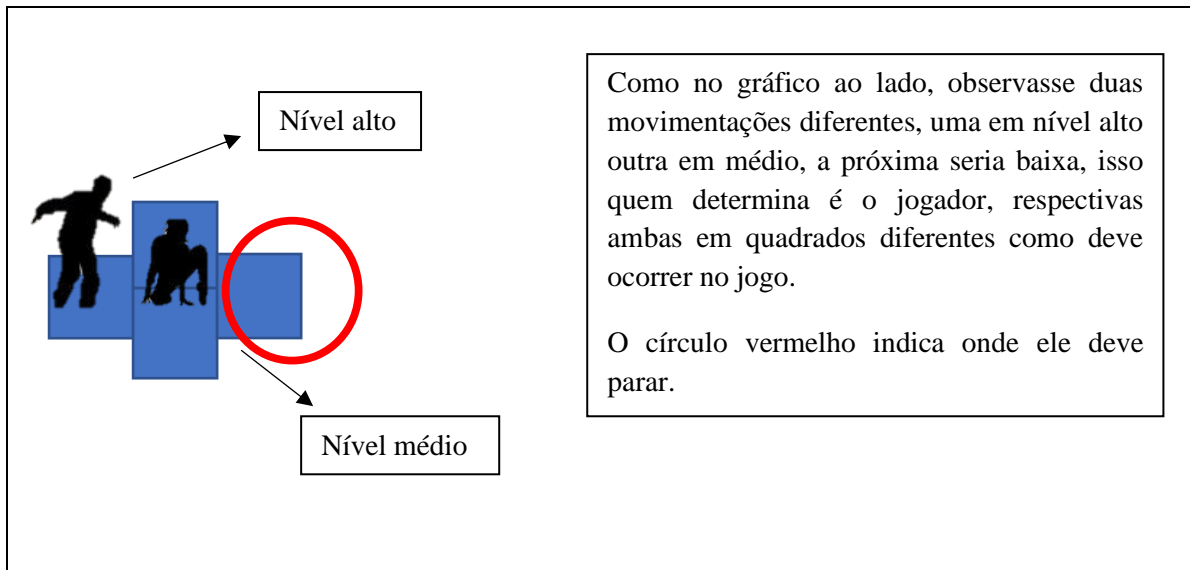 Nível alto
Nível médio
Como no gráfico ao lado, observasse duas
movimentações diferentes, uma em nível alto
outra em médio, a próxima seria baixa, isso
quem determina é o jogador, respectivas
ambas em quadrados diferentes como deve
ocorrer no jogo.
O círculo vermelho indica onde ele deve
parar.